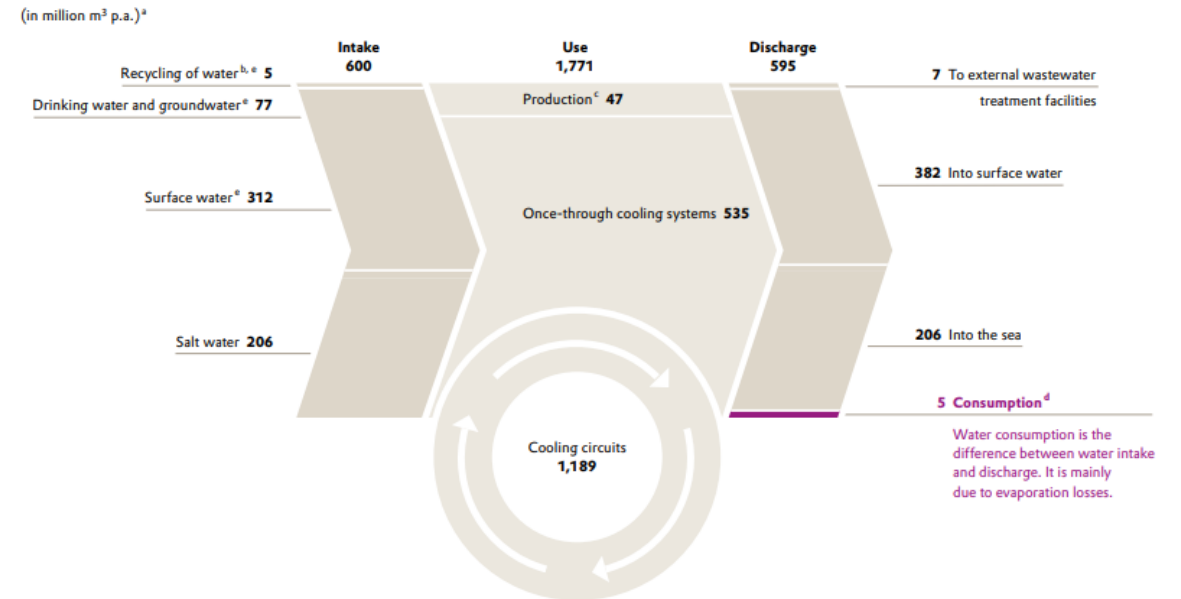 (in million m³ p.a.)ᵃ
Intake
600
Use
1,771
Discharge
595
Recycling of waterᵇ, ᵉ 5
Drinking water and groundwaterᵉ 77
Surface waterᵉ 312
Salt water 206
Productionᶜ 47
Once-through cooling systems 535
Cooling circuits
1,189
7 To external wastewater
treatment facilities
382 Into surface water
206 Into the sea
5 Consumptionᵈ
Water consumption is the
difference between water intake
and discharge. It is mainly
due to evaporation losses.